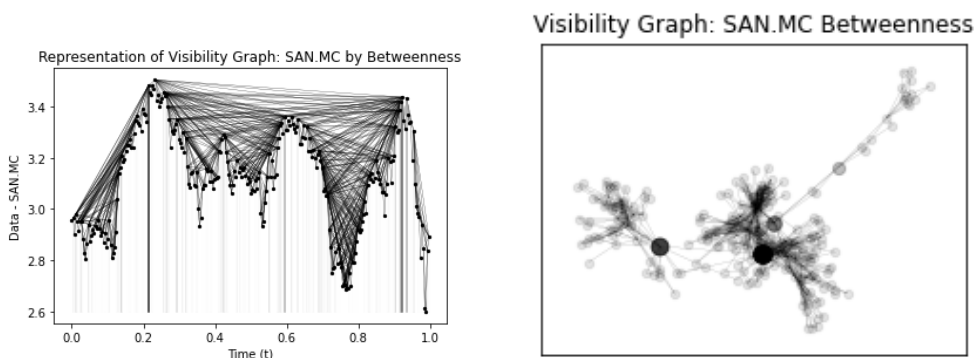 Visibility Graph: SAN.MC Betweenness
Representation of Visibility Graph: SAN.MC by Betweenness
3.4
3.2
3.0
2.8
2.6
Data - SAN.MC
0.0 0.2 0.4 0.6 0.8 1.0
Time (t)